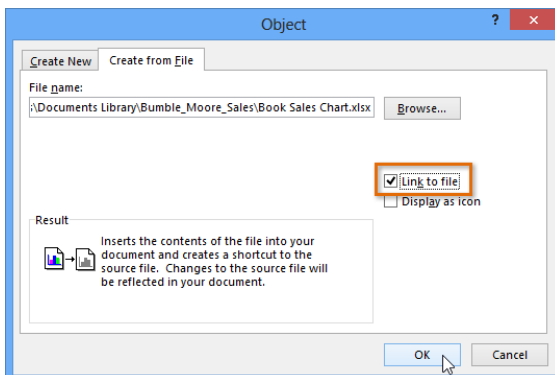 Object
?
Create New
Create from File
File name:
;\Documents Library\Bumble_Moore_Sales\Book Sales Chart.xlsx
Browse...
Link to file
Display as icon
Result
Inserts the contents of the file into your
document and creates a shortcut to the
source file. Changes to the source file will
be reflected in your document.
OK
Cancel